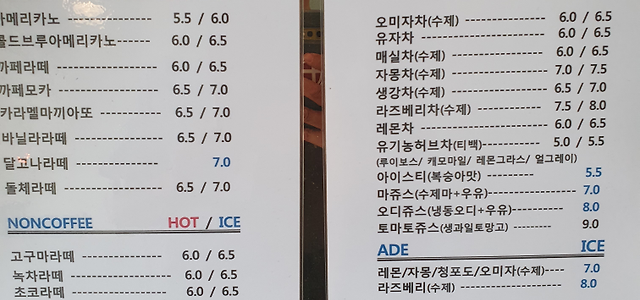 아메리카노 ---------------- 5.5 / 6.0
콜드브루아메리카노------ 6.0 / 6.5
까페라떼 ------------------ 6.0 / 6.5
까페모카 ------------------ 6.5 / 7.0
카라멜마끼아또 ----------- 6.5 / 7.0
바닐라라떼 --------------- 6.5 / 7.0
달고나라떼 7.0
돌체라떼 ------------------ 6.5 / 7.0
NONCOFFEE HOT / ICE
고구마라떼 --------------- 6.0 / 6.5
녹차라떼 ------------------ 6.0 / 6.5
초코라떼 ------------------ 6.0 / 6.5
오미자차(수제) ---------------- 6.0 / 6.5
유자차 ---------------------- 6.0 / 6.5
매실차(수제) ---------------- 6.0 / 6.5
자몽차(수제) ---------------- 7.0 / 7.5
생강차(수제) ---------------- 6.5 / 7.0
라즈베리차(수제) ------------ 7.5 / 8.0
레몬차 ---------------------- 6.0 / 6.5
유기농허브차(티백)----------- 5.0 / 5.5
(루이보스/ 캐모마일/ 레몬그라스/ 얼그레이)
아이스티(복숭아맛) --------- 5.5
마쥬스(수제마+우유)--------------- 7.0
오디쥬스(냉동오디+우유)---------- 8.0
토마토쥬스(생과일토망고)-------- 9.0
ADE ICE
레몬/자몽/청포도/오미자(수제)---- 7.0
라즈베리(수제) ----------------- 8.0